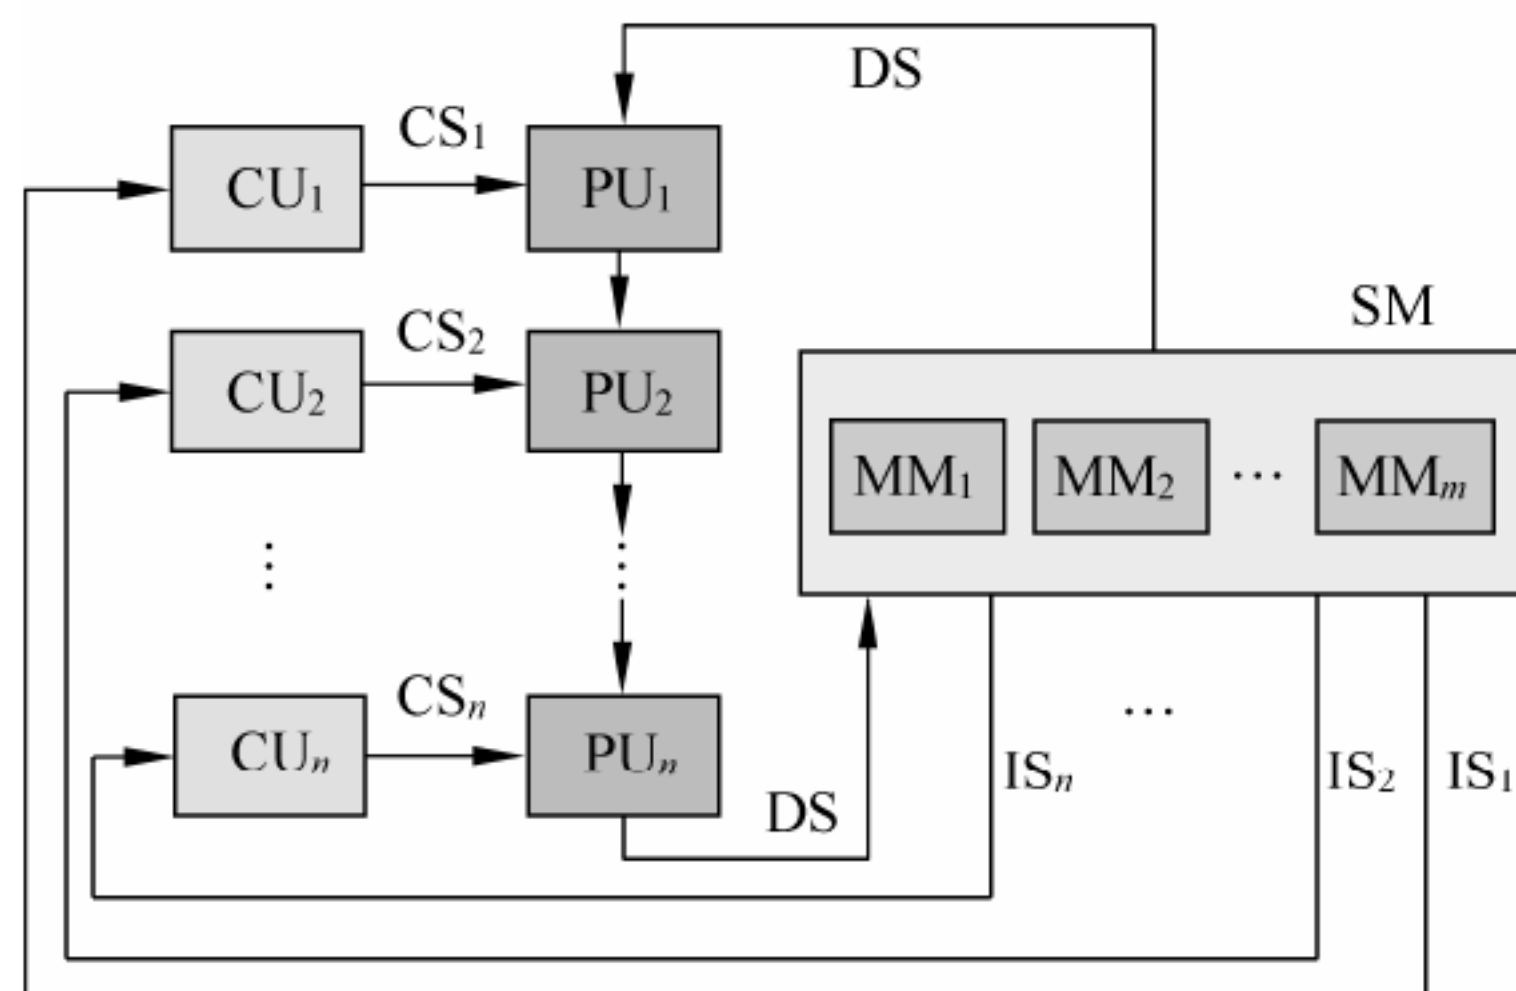 DS
CS₁
CU₁ PU₁
SM
CS₂
CU₂ PU₂
MM₁ MM₂ … MMₘ
⋮ ⋮
CSₙ
…
CUₙ PUₙ ISₙ IS₂ IS₁
DS